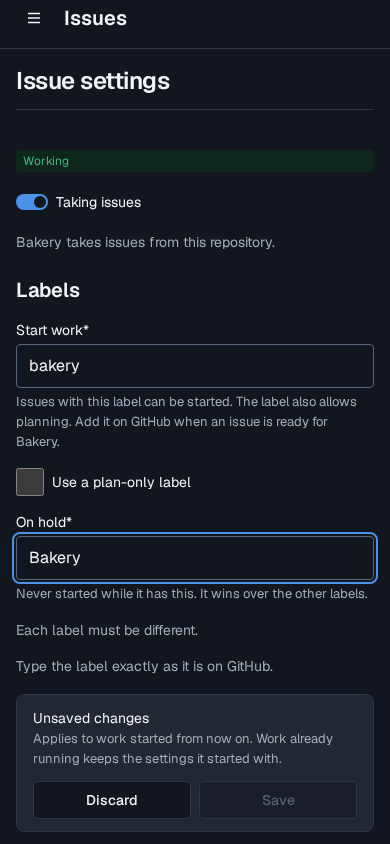 Issues
Issue settings
Working
Taking issues
Bakery takes issues from this repository.
Labels
Start work*
bakery
Issues with this label can be started. The label also allows
planning. Add it on GitHub when an issue is ready for
Bakery.
Use a plan-only label
On hold*
Bakery
Never started while it has this. It wins over the other labels.
Each label must be different.
Type the label exactly as it is on GitHub.
Unsaved changes
Applies to work started from now on. Work already
running keeps the settings it started with.
Discard
Save